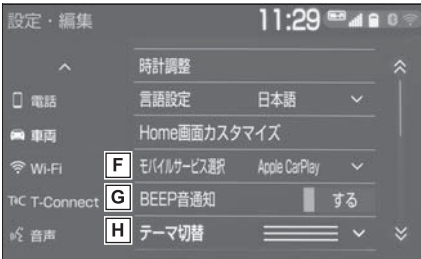 設定・編集 11:29
時計調整
電話 言語設定 日本語
車両 Home画面カスタマイズ
Wi-Fi F モバイルサービス選択 Apple CarPlay
T-Connect G BEEP音通知 する
音声 H テーマ切替